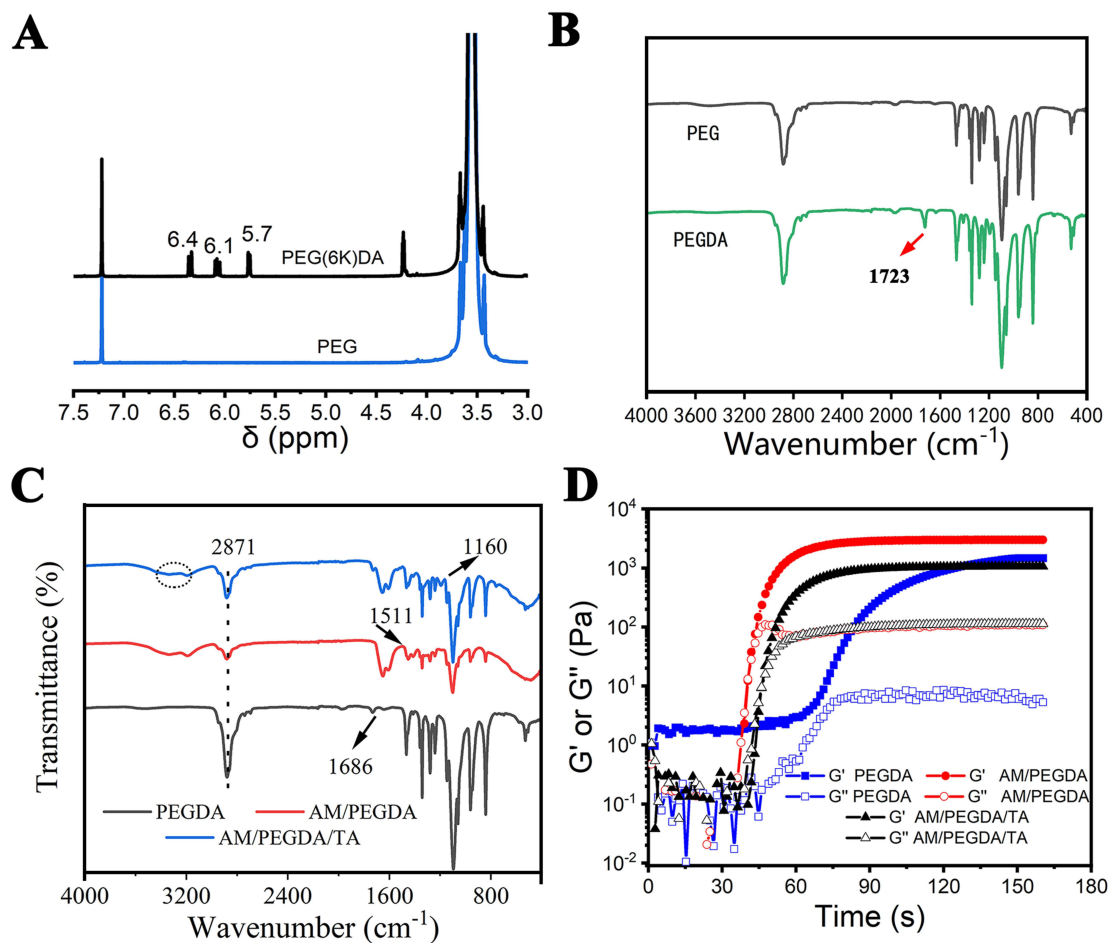 A
6.4
6.1
5.7
PEG(6K)DA
PEG
7.5 7.0 6.5 6.0 5.5 5.0 4.5 4.0 3.5 3.0
δ (ppm)
B
PEG
PEGDA
1723
4000 2800 2000 1600 1200 800 400
Wavenumber (cm⁻¹)
C
2871
1160
1511
1686
PEGDA
AM/PEGDA
AM/PEGDA/TA
Transmittance (%)
4000 3200 2400 1600 800
Wavenumber (cm⁻¹)
D
10⁴
10³
10²
10¹
10⁰
10⁻¹
10⁻²
G' or G'' (Pa)
G' PEGDA
G' AM/PEGDA
G'' PEGDA
G'' AM/PEGDA
G' AM/PEGDA/TA
G'' AM/PEGDA/TA
0 30 60 90 120 150 180
Time (s)